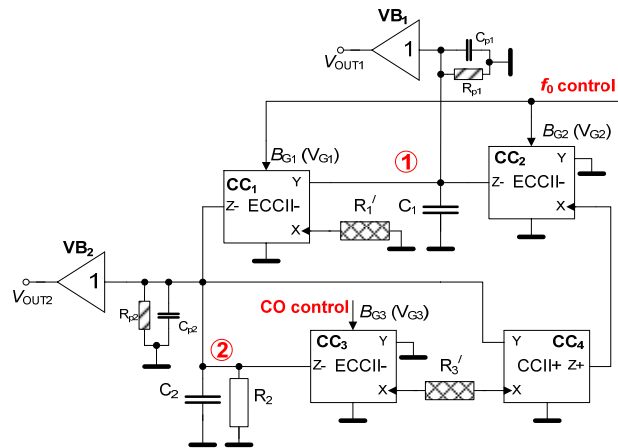 VB1
1
Cp1
Rp1
VOUT1
f0 control
BG1 (VG1)
BG2 (VG2)
1
CC1
Y
Z-
ECCII-
X
R1/
C1
CC2
Y
Z-
ECCII-
X
VB2
1
VOUT2
Rp2
Cp2
CO control
BG3 (VG3)
2
CC3
Y
Z-
ECCII-
X
R3/
CC4
Y
CCII+
Z+
X
C2
R2